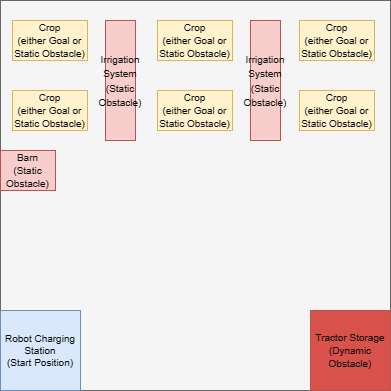 Crop
(either Goal or
Static Obstacle)
Irrigation
System
(Static
Obstacle)
Crop
(either Goal or
Static Obstacle)
Irrigation
System
(Static
Obstacle)
Crop
(either Goal or
Static Obstacle)
Crop
(either Goal or
Static Obstacle)
Crop
(either Goal or
Static Obstacle)
Crop
(either Goal or
Static Obstacle)
Barn
(Static
Obstacle)
Robot Charging
Station
(Start Position)
Tractor Storage
(Dynamic
Obstacle)